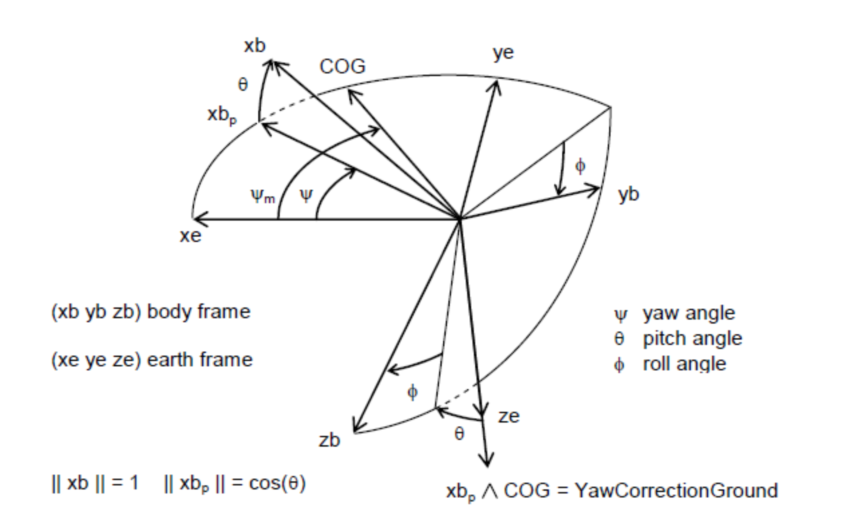 xb
COG
ye
θ
xbp
ϕ
Ψm
Ψ
yb
xe
(xb yb zb) body frame
ψ yaw angle
θ pitch angle
(xe ye ze) earth frame
ϕ roll angle
ϕ
ze
zb
θ
|| xb || = 1 || xbp || = cos(θ)
xbp Λ COG = YawCorrectionGround